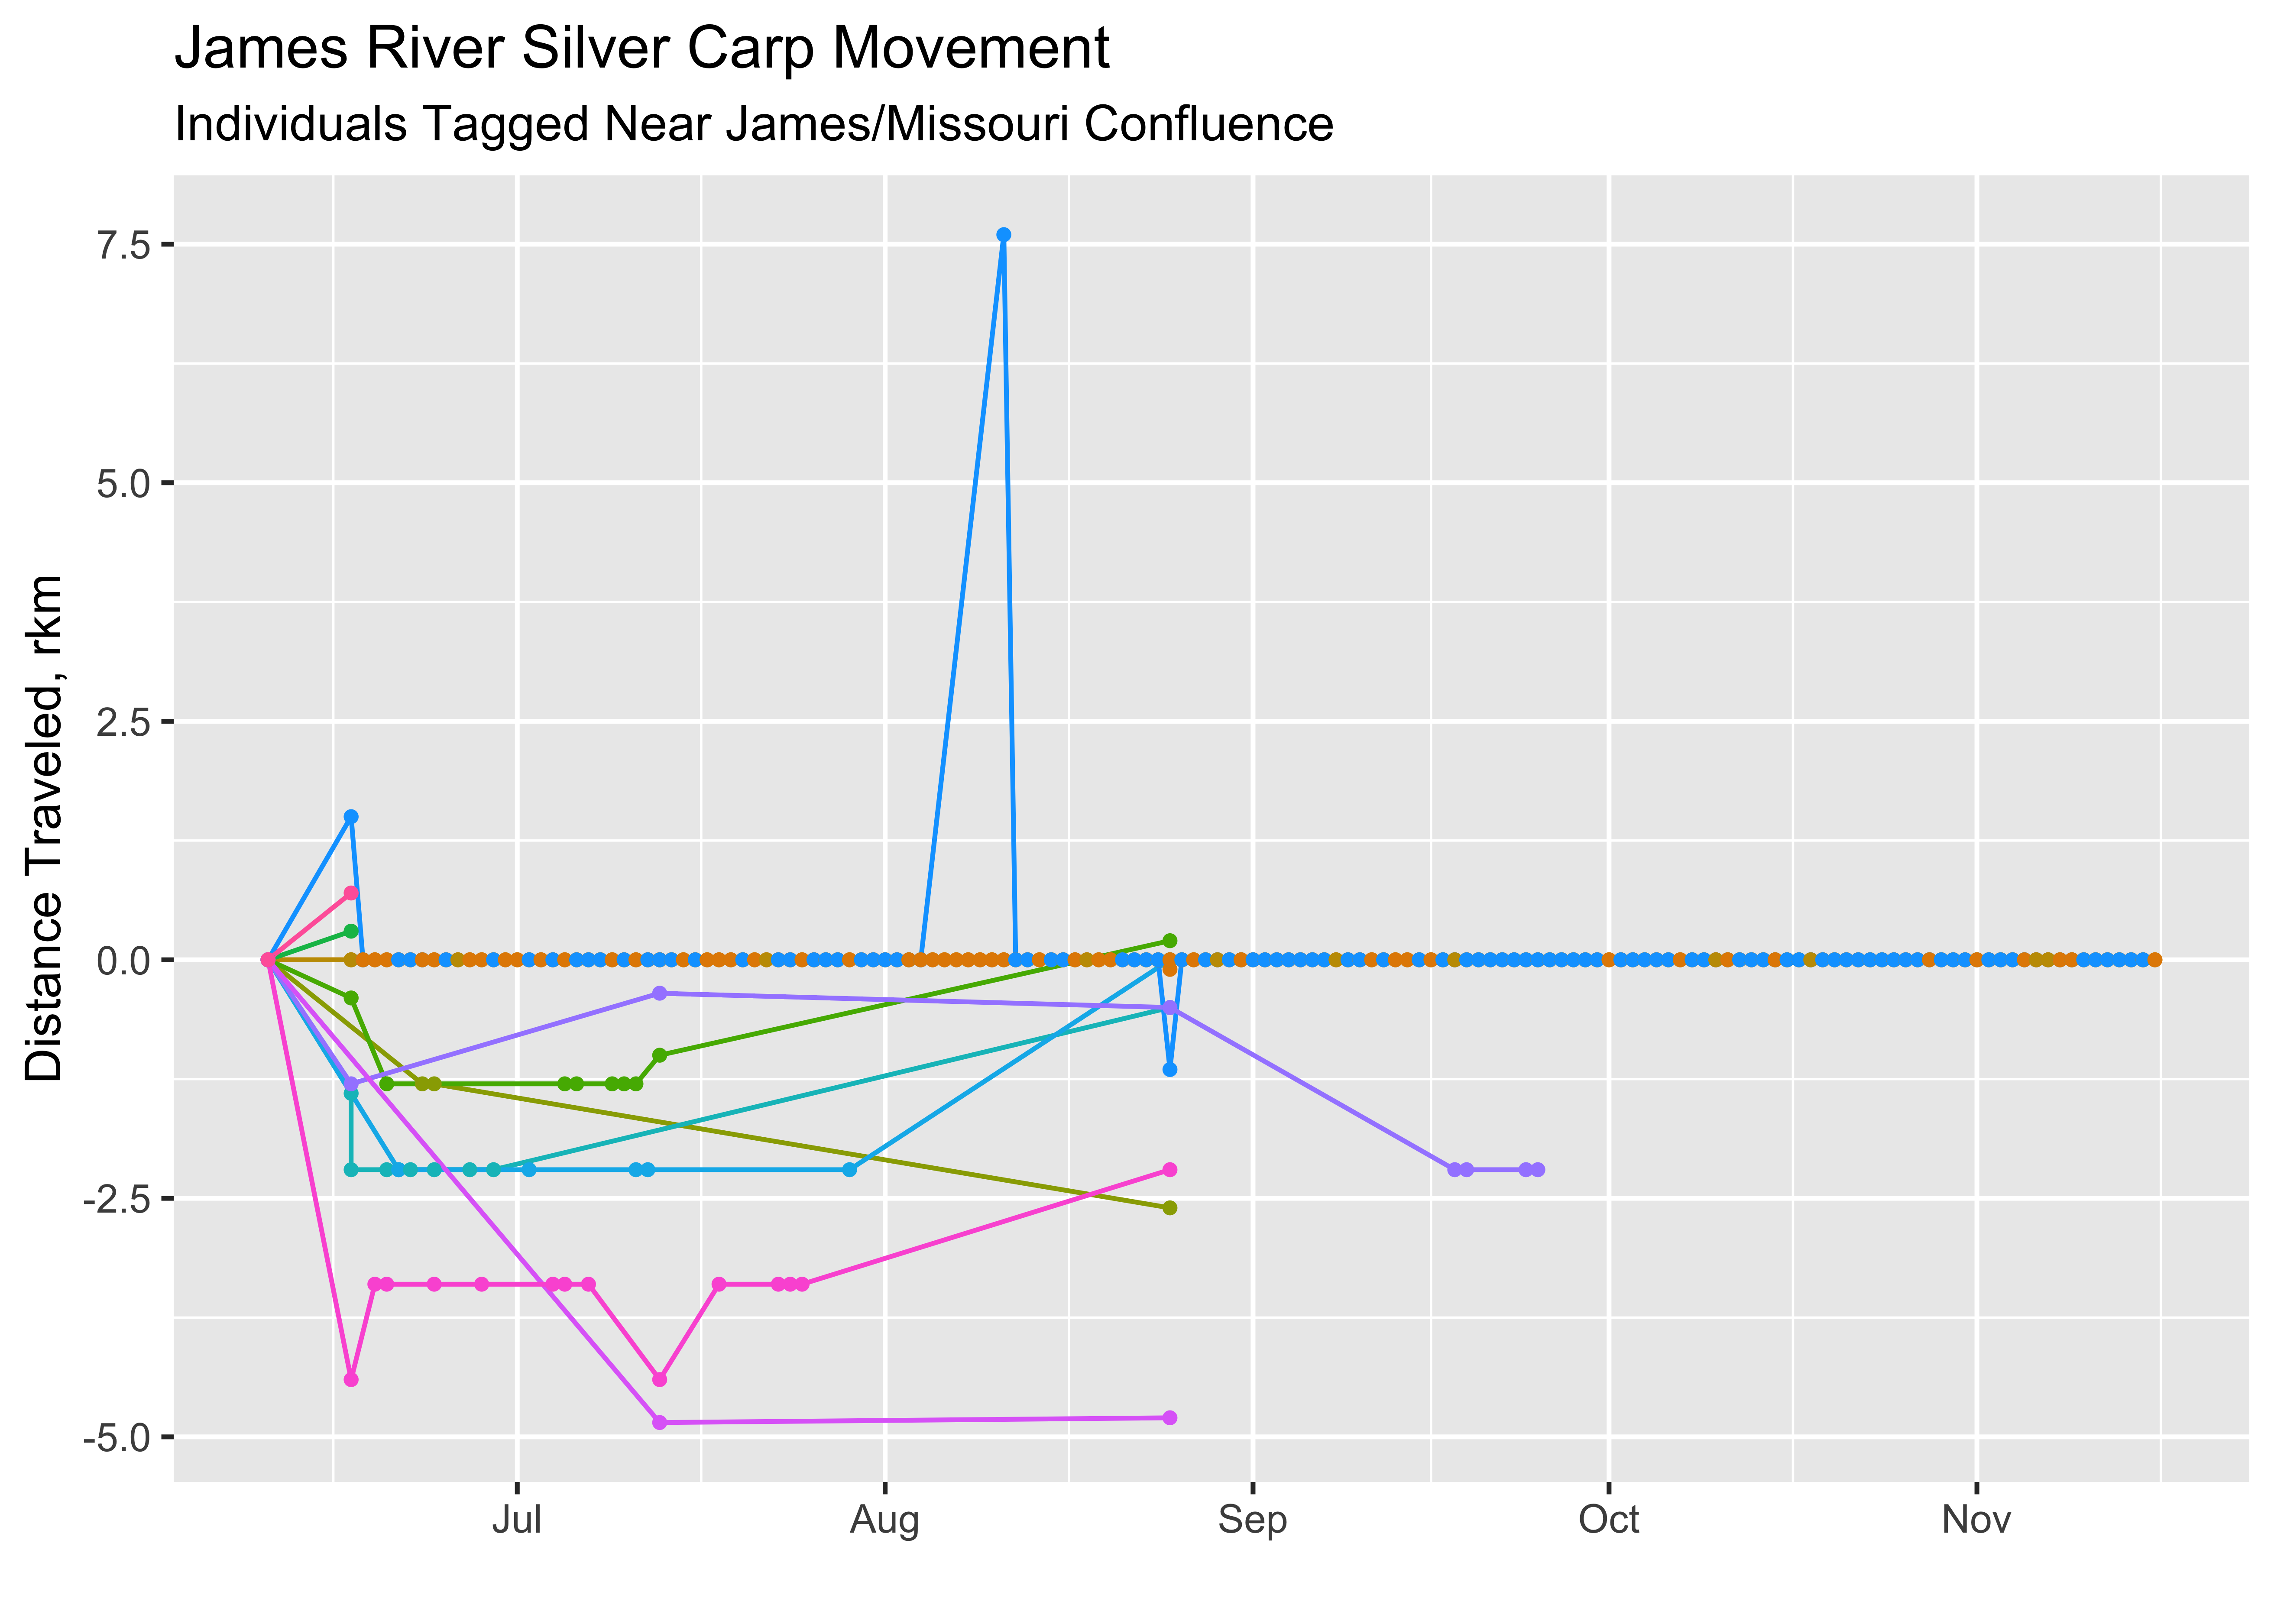 James River Silver Carp Movement
Individuals Tagged Near James/Missouri Confluence
Distance Traveled, rkm
7.5
5.0
2.5
0.0
-2.5
-5.0
Jul Aug Sep Oct Nov